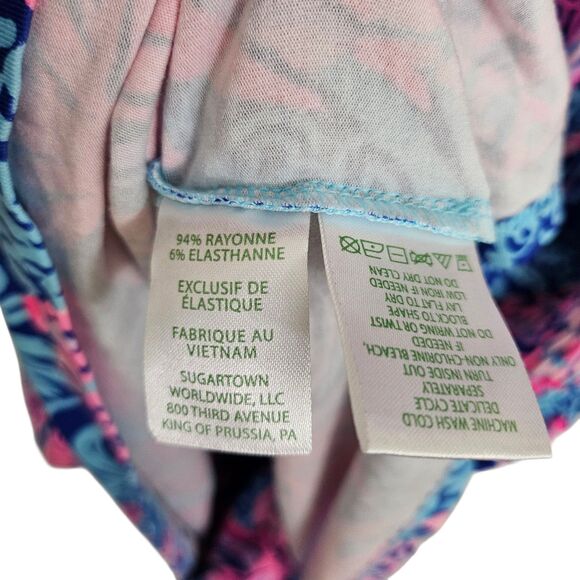 94% RAYONNE
6% ELASTHANNE
EXCLUSIF DE
ÉLASTIQUE
FABRIQUE AU
VIETNAM
SUGARTOWN
WORLDWIDE, LLC
800 THIRD AVENUE
KING OF PRUSSIA, PA
MACHINE WASH COLD
DELICATE CYCLE
SEPARATELY
TURN INSIDE OUT
ONLY NON-CHLORINE BLEACH,
IF NEEDED
DO NOT WRING OR TWIST
BLOCK TO SHAPE
LAY FLAT TO DRY
LOW IRON IF NEEDED
DO NOT DRY CLEAN